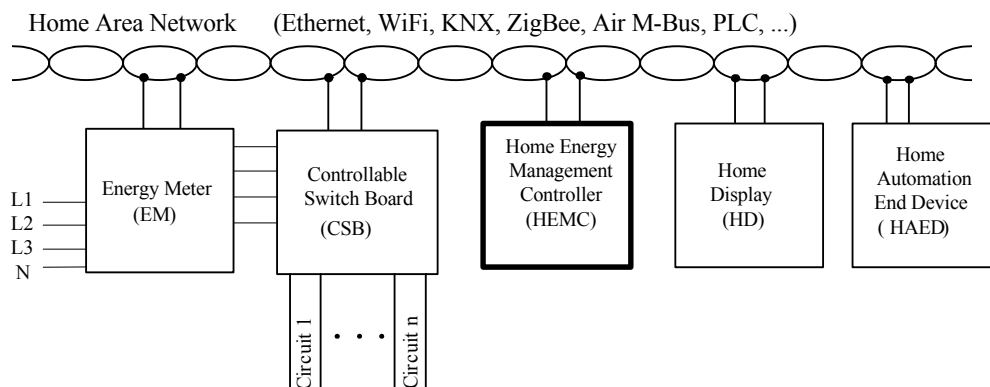 Home Area Network (Ethernet, WiFi, KNX, ZigBee, Air M-Bus, PLC, ...)
L1
L2
L3
N
Energy Meter
(EM)
Controllable
Switch Board
(CSB)
Circuit 1
. . .
Circuit n
Home Energy
Management
Controller
(HEMC)
Home
Display
(HD)
Home
Automation
End Device
( HAED)